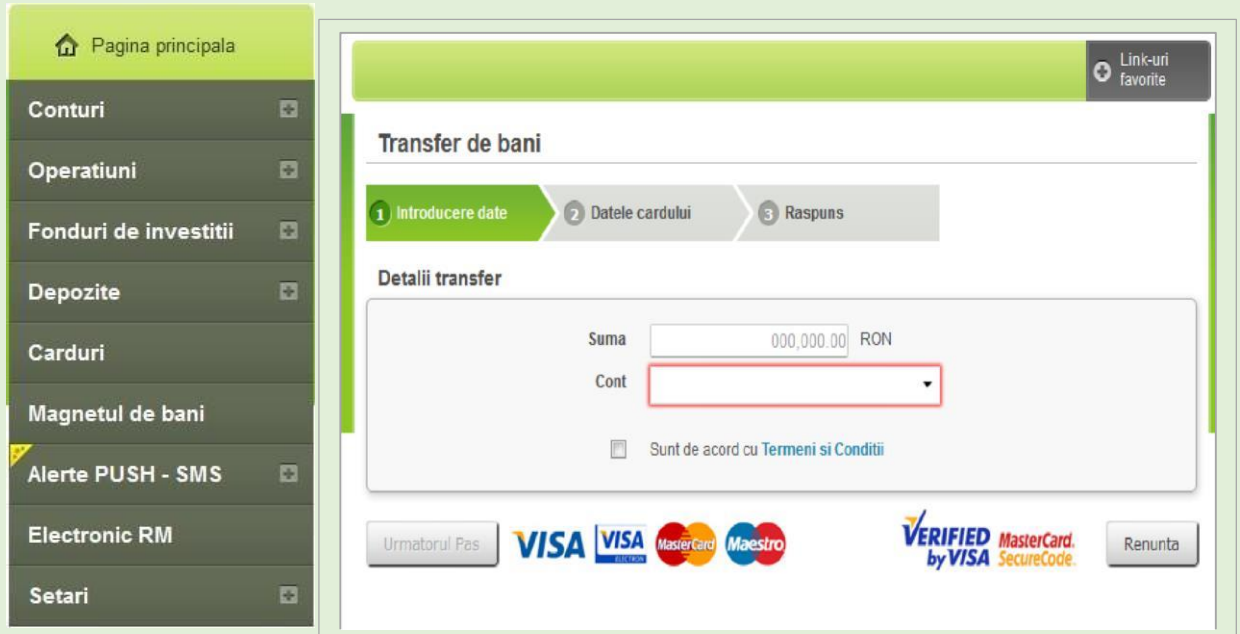 Pagina principala
Conturi
Operatiuni
Fonduri de investitii
Depozite
Carduri
Magnetul de bani
Alerte PUSH - SMS
Electronic RM
Setari
Link-uri
favorite
Transfer de bani
1 Introducere date 2 Datele cardului 3 Raspuns
Detalii transfer
Suma 000,000.00 RON
Cont
Sunt de acord cu Termeni si Conditii
Urmatorul Pas VISA VISA ELECTRON MasterCard Maestro VERIFIED by VISA MasterCard. SecureCode. Renunta